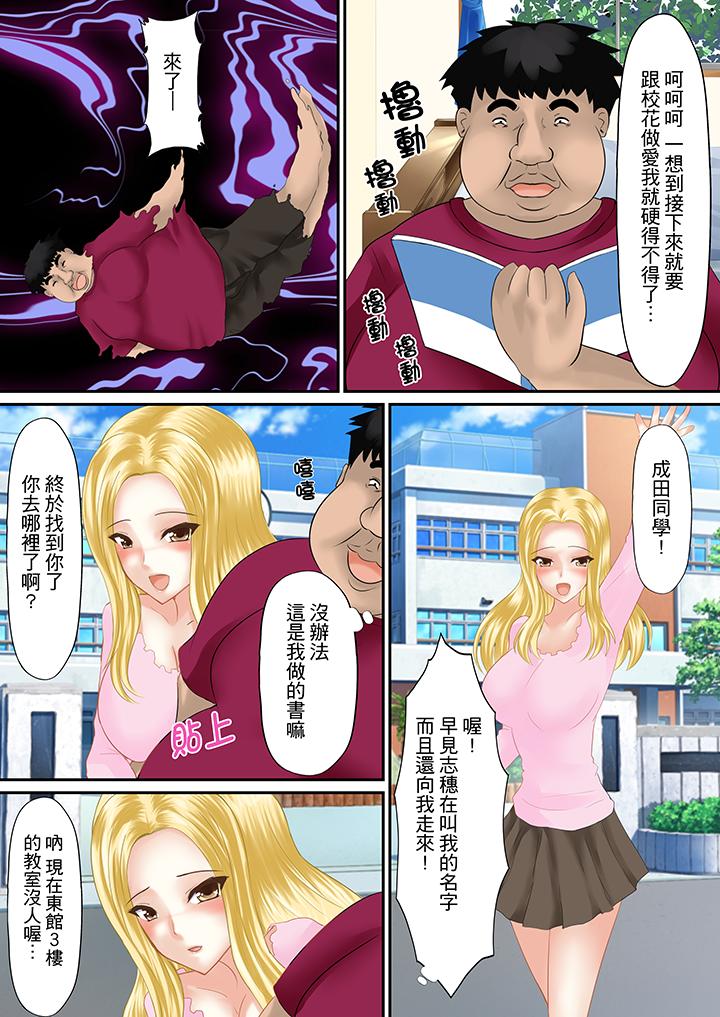 呵呵呵 一想到接下來就要
跟校花做愛我就硬得不得了…
擼動
擼動
擼動
擼動
來了—
成田同學！
喔！
早見志穗在叫我的名字
而且還向我走來！
嘻嘻
沒辦法
這是我做的書嘛
終於找到你了
你去哪裡了啊？
貼上
吶 現在東館3樓
的教室沒人喔…